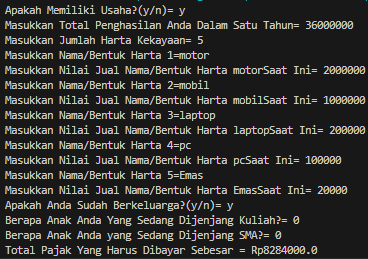 Apakah Memiliki Usaha?(y/n)= y
Masukkan Total Penghasilan Anda Dalam Satu Tahun= 36000000
Masukkan Jumlah Harta Kekayaan= 5
Masukkan Nama/Bentuk Harta 1=motor
Masukkan Nilai Jual Nama/Bentuk Harta motorSaat Ini= 2000000
Masukkan Nama/Bentuk Harta 2=mobil
Masukkan Nilai Jual Nama/Bentuk Harta mobilSaat Ini= 1000000
Masukkan Nama/Bentuk Harta 3=laptop
Masukkan Nilai Jual Nama/Bentuk Harta laptopSaat Ini= 200000
Masukkan Nama/Bentuk Harta 4=pc
Masukkan Nilai Jual Nama/Bentuk Harta pcSaat Ini= 100000
Masukkan Nama/Bentuk Harta 5=Emas
Masukkan Nilai Jual Nama/Bentuk Harta EmasSaat Ini= 20000
Apakah Anda Sudah Berkeluarga?(y/n)= y
Berapa Anak Anda Yang Sedang Dijenjang Kuliah?= 0
Berapa Anak Anda yang Sedang Dijenjang SMA?= 0
Total Pajak Yang Harus Dibayar Sebesar = Rp8284000.0